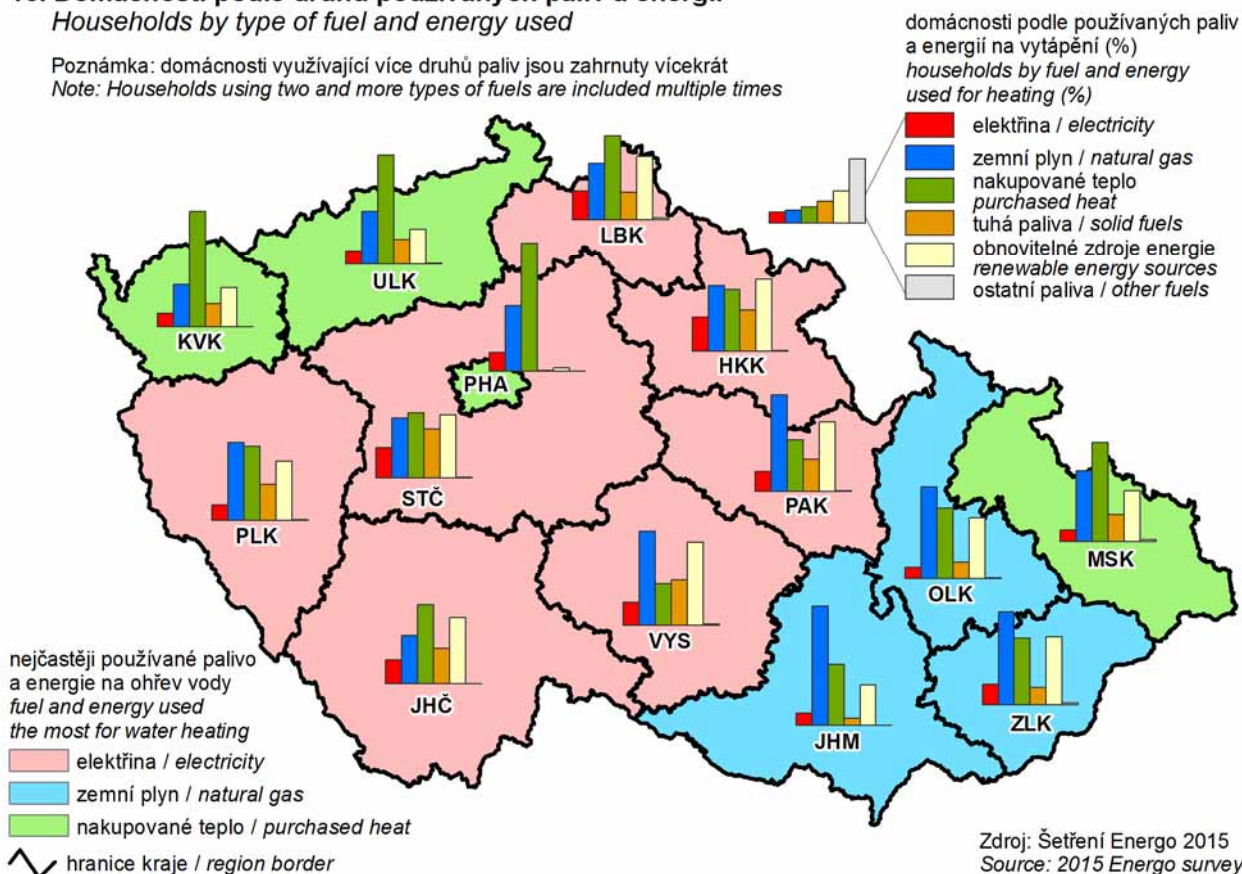 Households by type of fuel and energy used
Poznámka: domácnosti využívající více druhů paliv jsou zahrnuty vícekrát
Note: Households using two and more types of fuels are included multiple times
domácnosti podle používaných paliv
a energií na vytápění (%)
households by fuel and energy
used for heating (%)
elektřina / electricity
zemní plyn / natural gas
nakupované teplo
purchased heat
tuhá paliva / solid fuels
obnovitelné zdroje energie
renewable energy sources
ostatní paliva / other fuels
LBK
ULK
KVK
HKK
PHA
STČ
PAK
PLK
MSK
OLK
VYS
JHČ
ZLK
JHM
nejčastěji používané palivo
a energie na ohřev vody
fuel and energy used
the most for water heating
elektřina / electricity
zemní plyn / natural gas
nakupované teplo / purchased heat
hranice kraje / region border
Zdroj: Šetření Energo 2015
Source: 2015 Energo survey